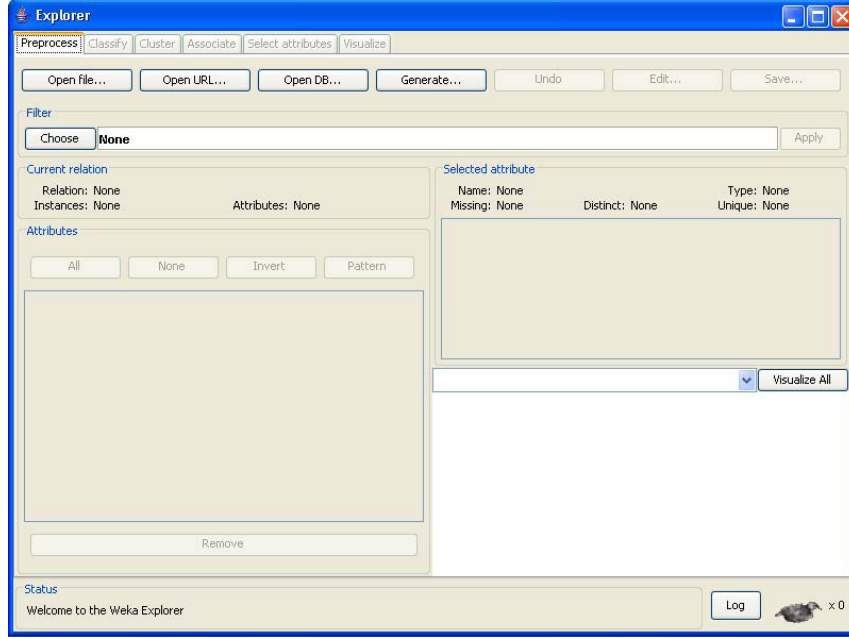 Explorer
Preprocess Classify Cluster Associate Select attributes Visualize
Open file... Open URL... Open DB... Generate... Undo Edit... Save...
Filter
Choose None Apply
Current relation
Relation: None
Instances: None Attributes: None
Selected attribute
Name: None Type: None
Missing: None Distinct: None Unique: None
Attributes
All None Invert Pattern
Remove
Visualize All
Status
Welcome to the Weka Explorer
Log x 0